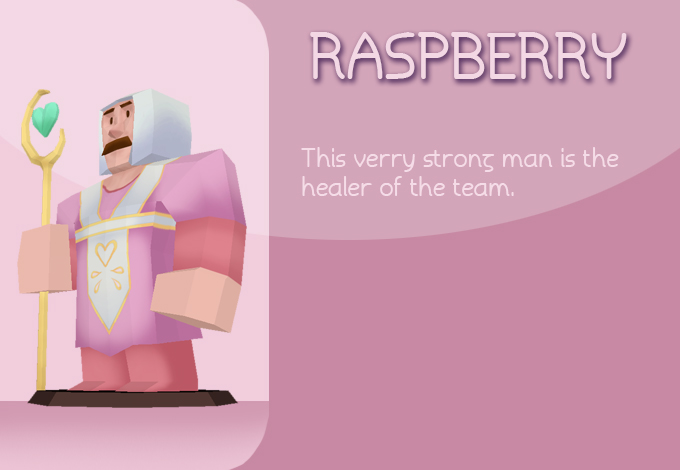 RASPBERRY
This verry strong man is the
healer of the team.